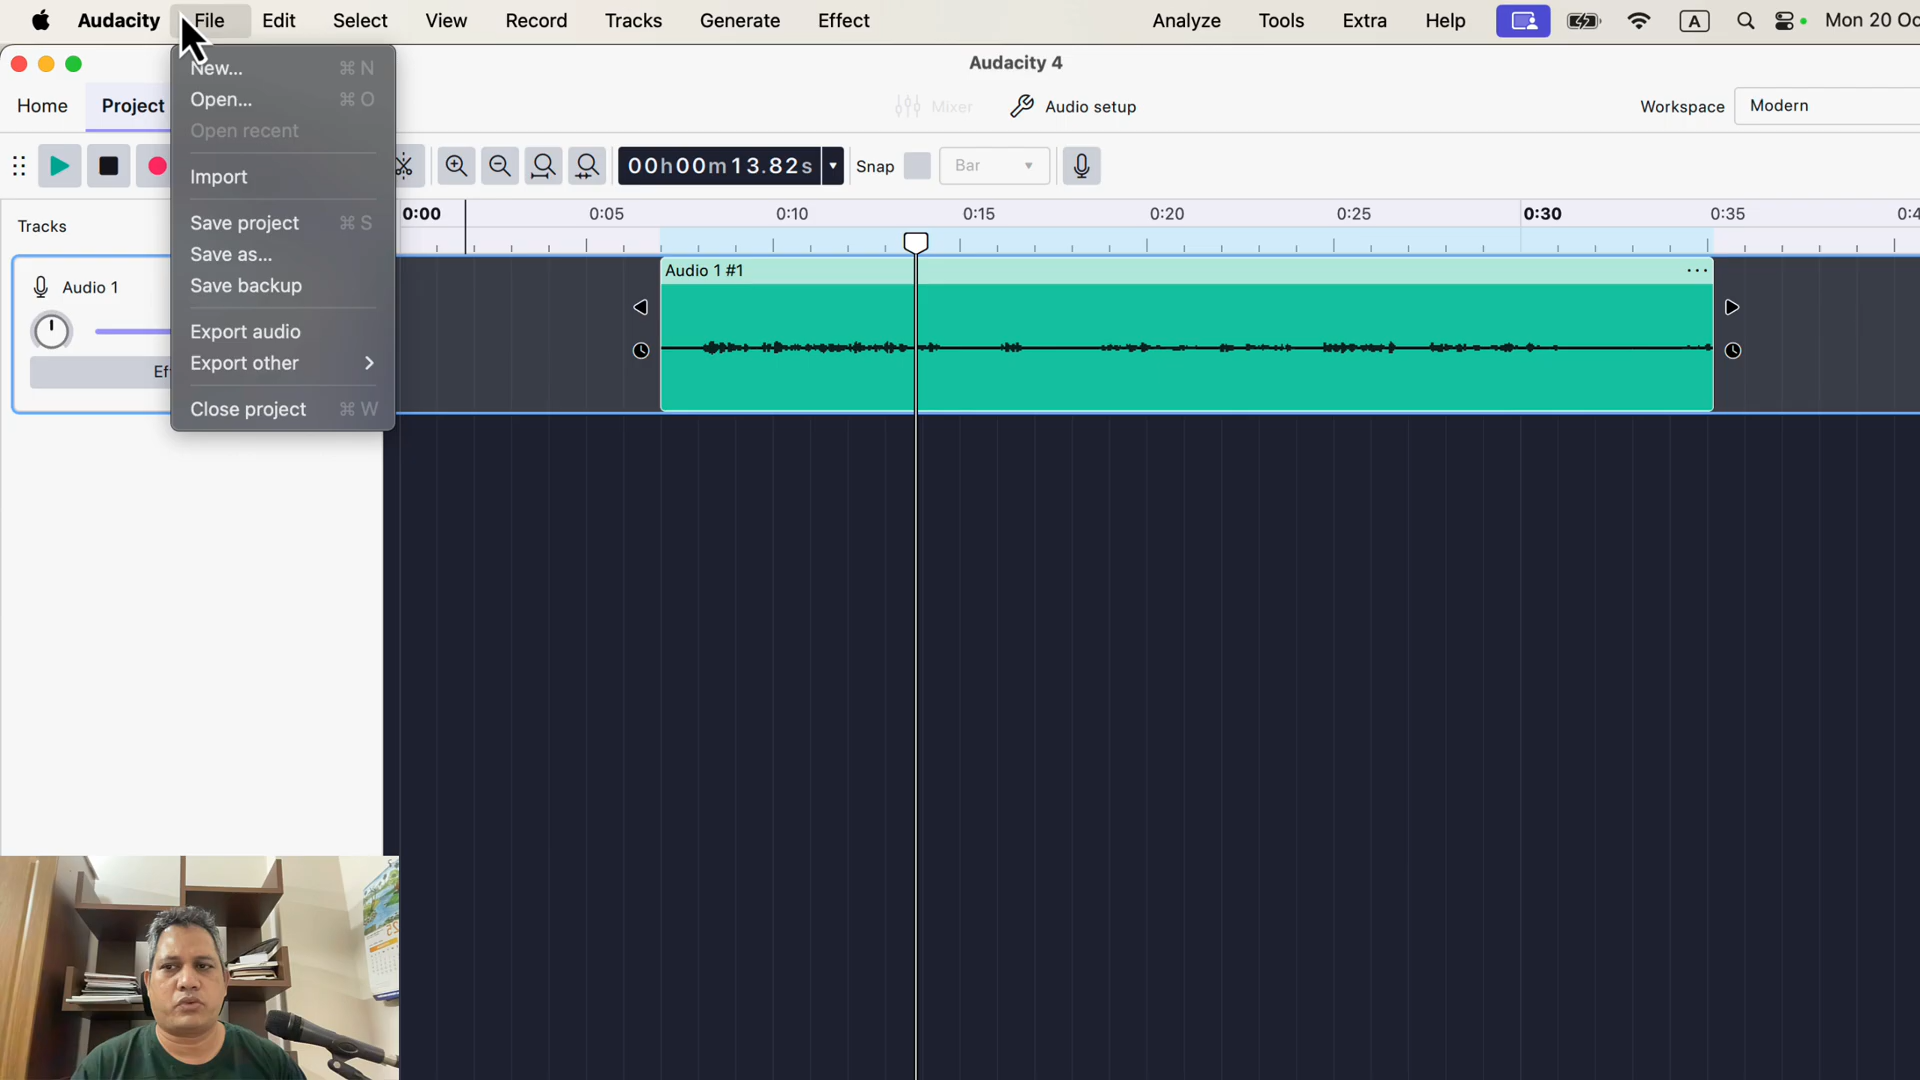 Audacity File Edit Select View Record Tracks Generate Effect Analyze Tools Extra Help A Mon 20 Oc
Audacity 4
Home Project Mixer Audio setup Workspace Modern
00h00m13.82s Snap Bar
New... ⌘ N
Open... ⌘ O
Open recent
Import
Save project ⌘ S
Save as...
Save backup
Export audio
Export other
Close project ⌘ W
Tracks
0:00 0:05 0:10 0:15 0:20 0:25 0:30 0:35 0:4
Audio 1
Audio 1 #1